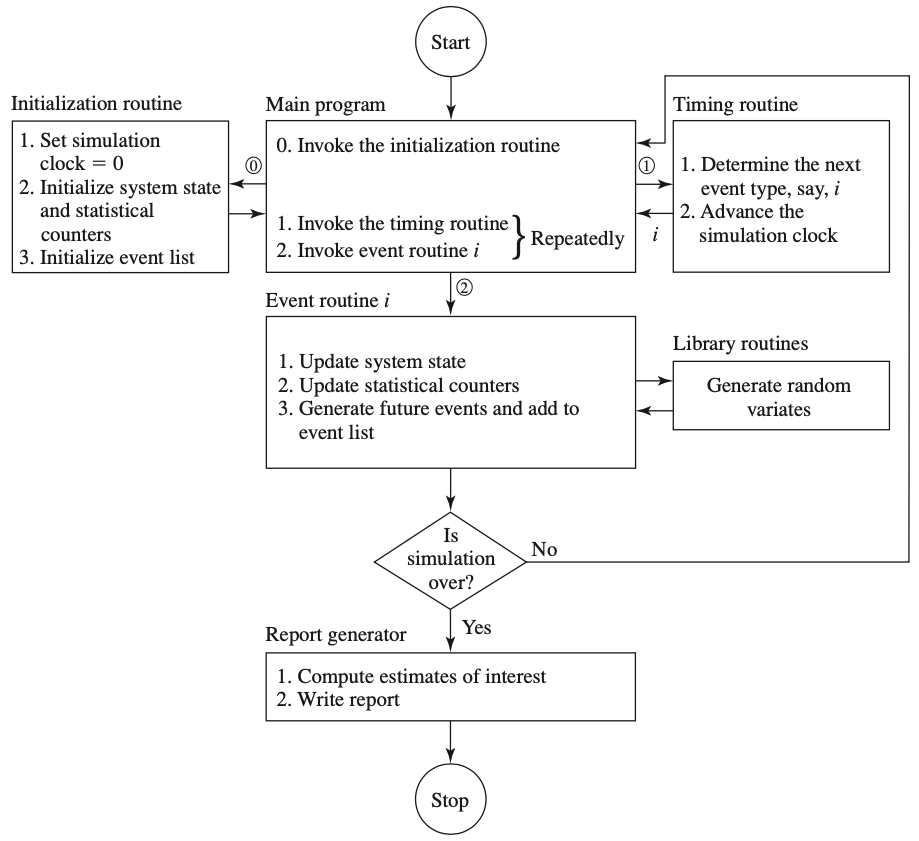 Start
Initialization routine
1. Set simulation
clock = 0
2. Initialize system state
and statistical
counters
3. Initialize event list
⓪
Main program
0. Invoke the initialization routine
1. Invoke the timing routine
2. Invoke event routine i
} Repeatedly
①
i
Timing routine
1. Determine the next
event type, say, i
2. Advance the
simulation clock
②
Event routine i
1. Update system state
2. Update statistical counters
3. Generate future events and add to
event list
Library routines
Generate random
variates
Is
simulation
over?
No
Yes
Report generator
1. Compute estimates of interest
2. Write report
Stop